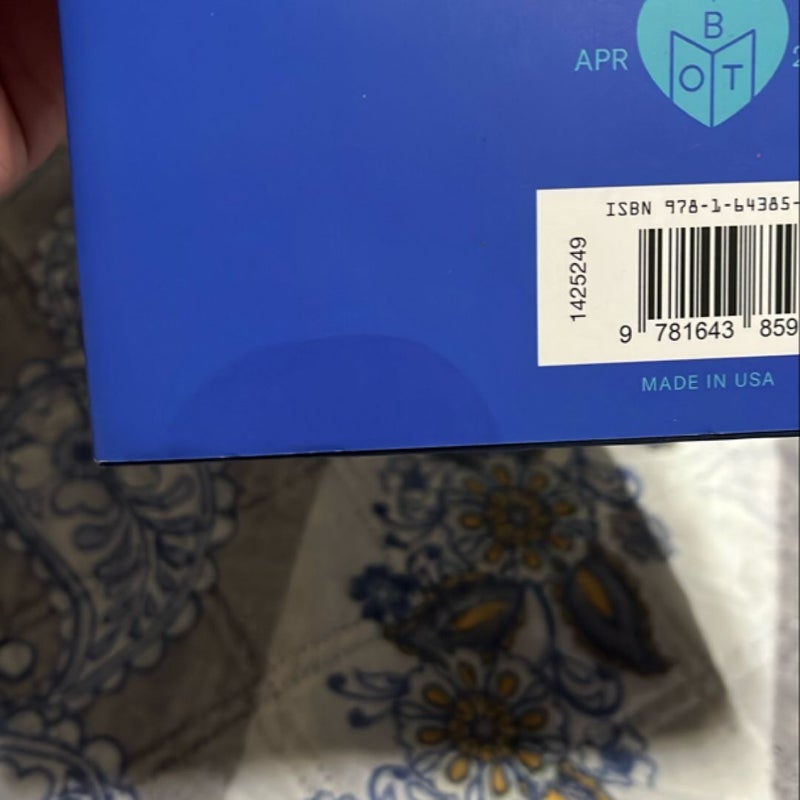 B
APR
O T
ISBN 978-1-64385-
1425249
9 781643 859
MADE IN USA